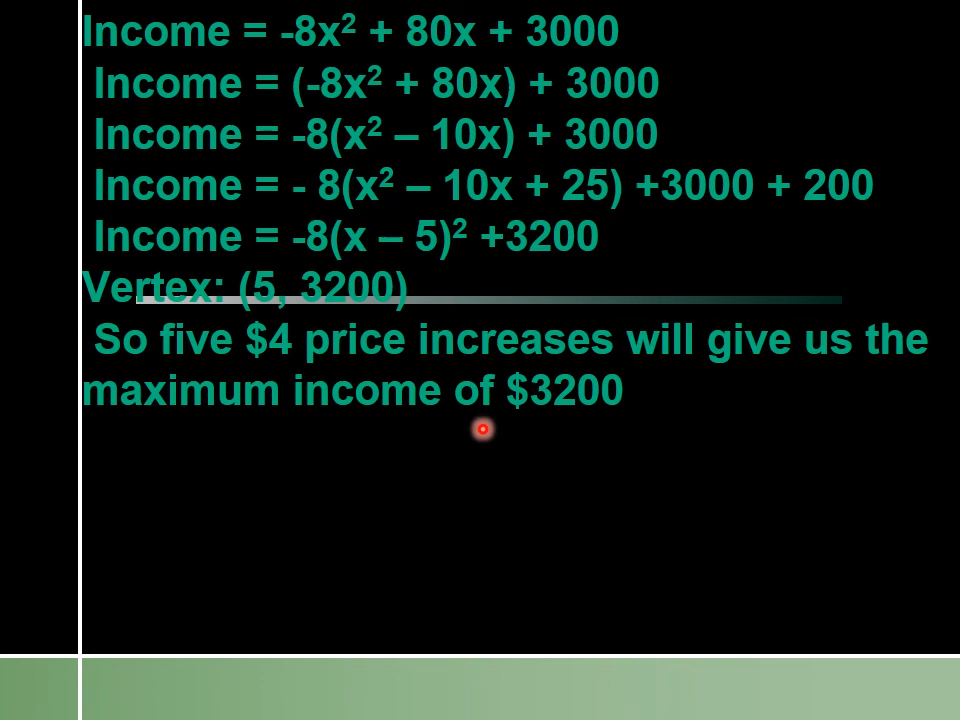 Income = -8x² + 80x + 3000
Income = (-8x² + 80x) + 3000
Income = -8(x² – 10x) + 3000
Income = - 8(x² – 10x + 25) +3000 + 200
Income = -8(x – 5)² +3200
Vertex: (5, 3200)
So five $4 price increases will give us the
maximum income of $3200